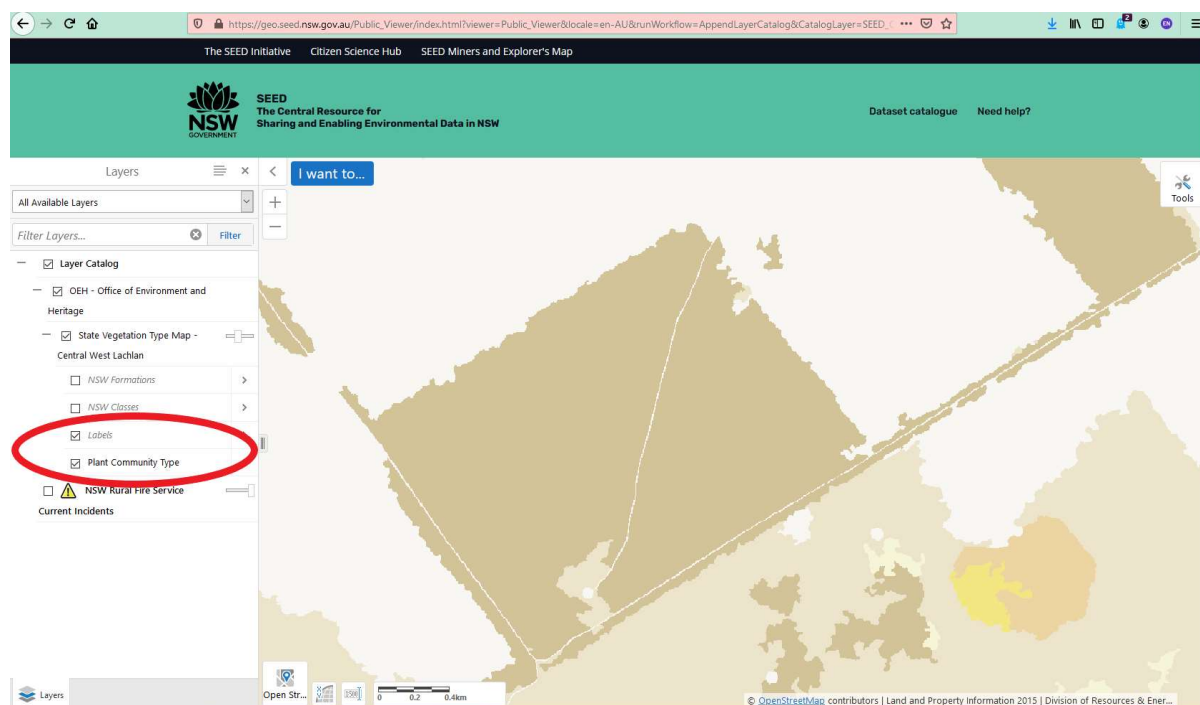 https://geo.seed.nsw.gov.au/Public_Viewer/index.html?viewer=Public_Viewer&locale=en-AU&runWorkflow=AppendLayerCatalog&CatalogLayer=SEED_
2
EN
The SEED Initiative Citizen Science Hub SEED Miners and Explorer's Map
NSW
GOVERNMENT
SEED
The Central Resource for
Sharing and Enabling Environmental Data in NSW
Dataset catalogue Need help?
Layers
I want to...
Tools
All Available Layers
Filter Layers... Filter
Layer Catalog
OEH - Office of Environment and
Heritage
State Vegetation Type Map -
Central West Lachlan
NSW Formations
NSW Classes
Labels
Plant Community Type
NSW Rural Fire Service
Current Incidents
Layers
Open Str...
0 0.2 0.4km
© OpenStreetMap contributors | Land and Property Information 2015 | Division of Resources & Ener...